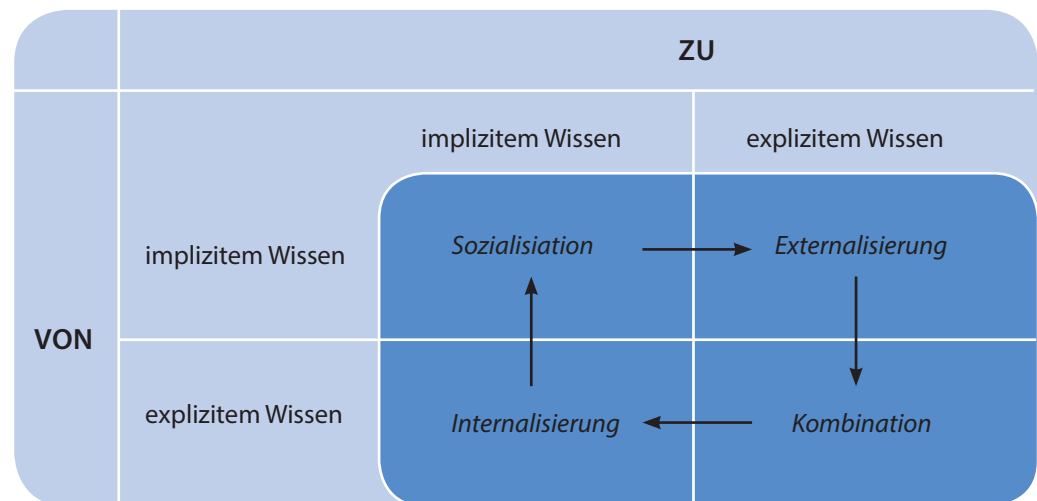 ZU
implizitem Wissen explizitem Wissen
implizitem Wissen Sozialisiation Externalisierung
VON
explizitem Wissen Internalisierung Kombination